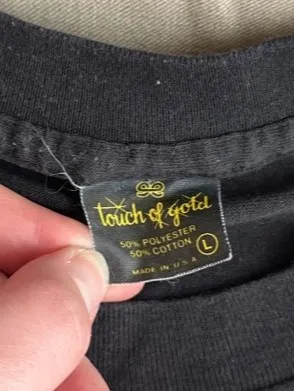 touch of gold
50% POLYESTER
50% COTTON
L
MADE IN U.S.A.